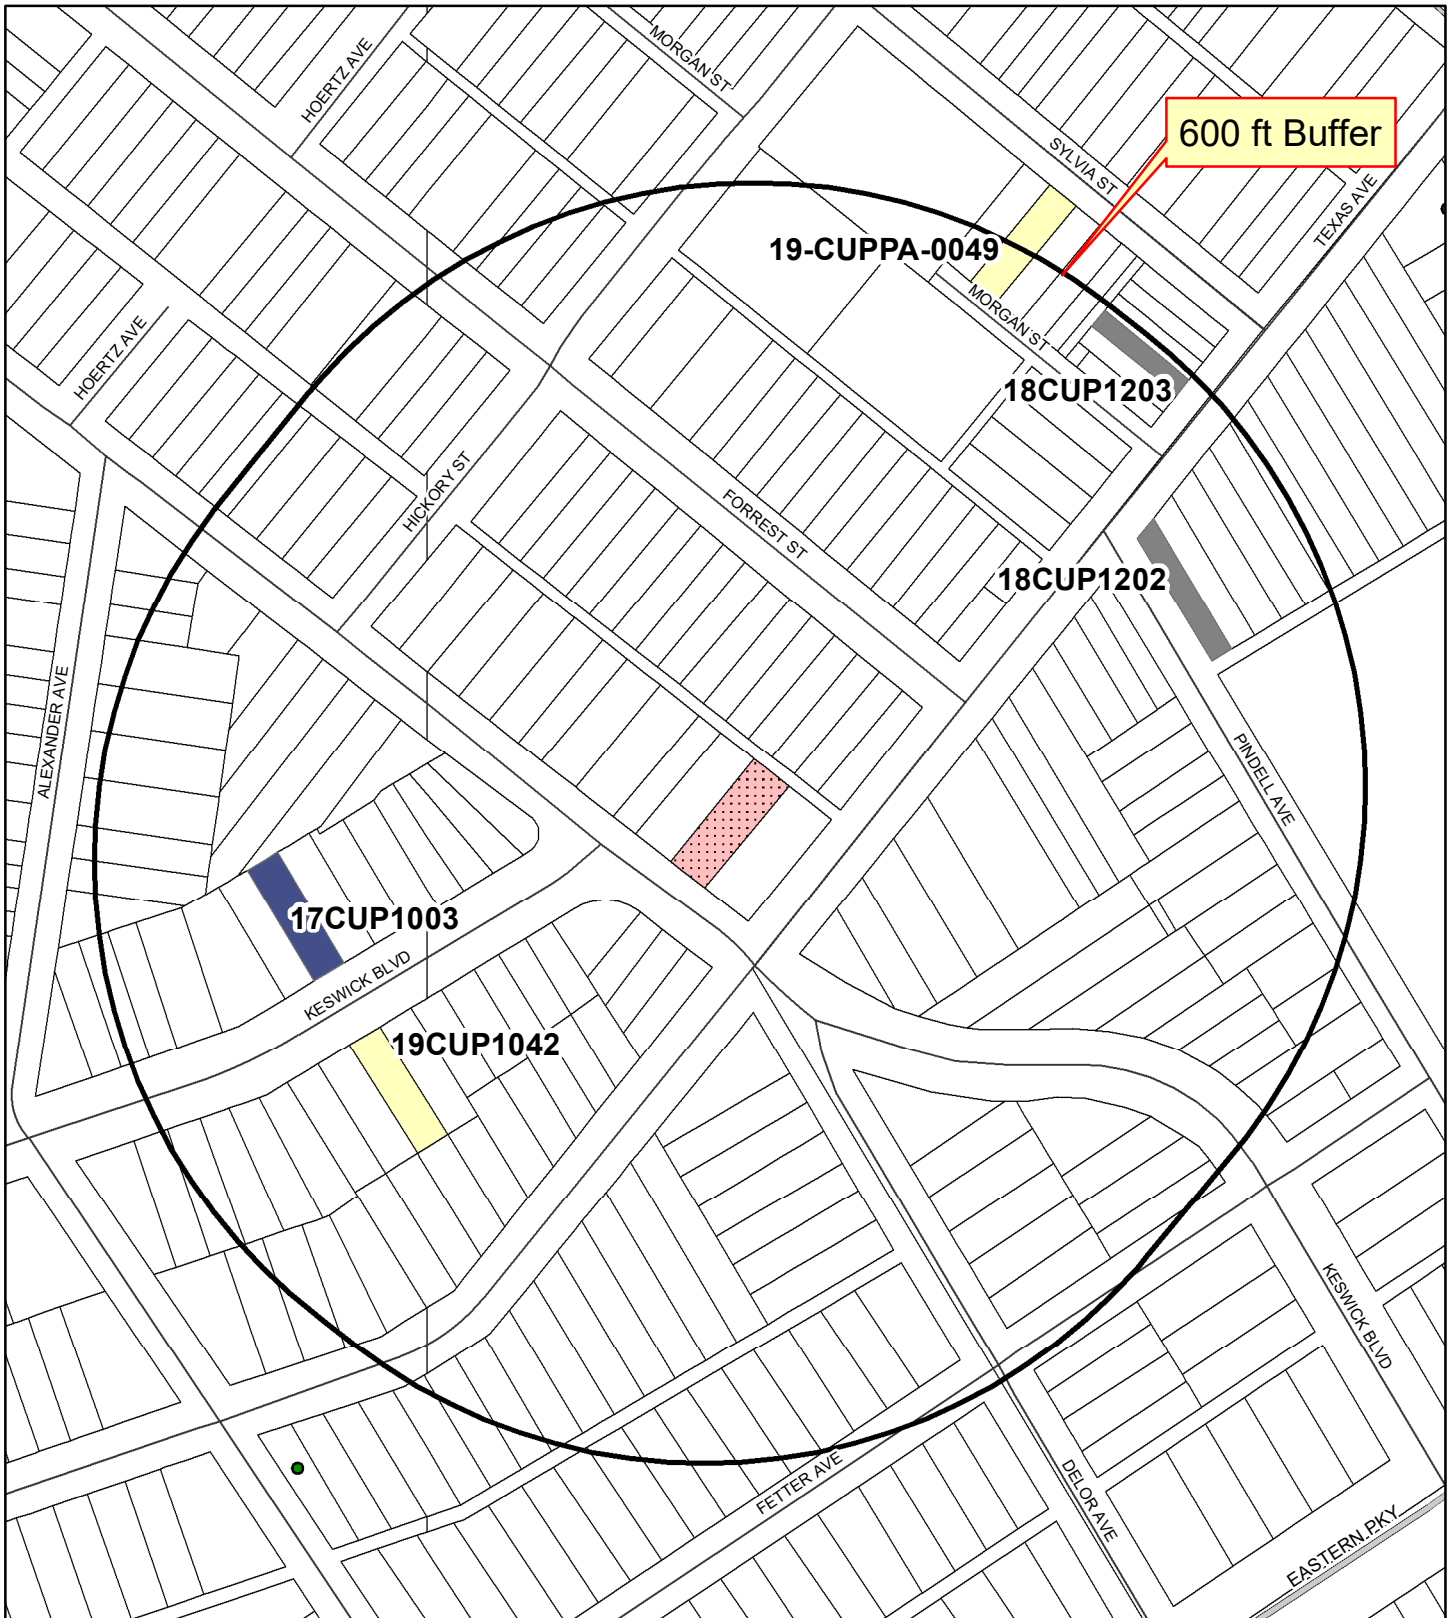 MORGAN ST
HOERTZ AVE
600 ft Buffer
SYLVIA ST
TEXAS AVE
19-CUPPA-0049
MORGAN ST
HOERTZ AVE
18CUP1203
HICKORY ST
FORREST ST
18CUP1202
ALEXANDER AVE
PINDELL AVE
17CUP1003
KESWICK BLVD
19CUP1042
KESWICK BLVD
FETTER AVE
DELOR AVE
EASTERN PKY